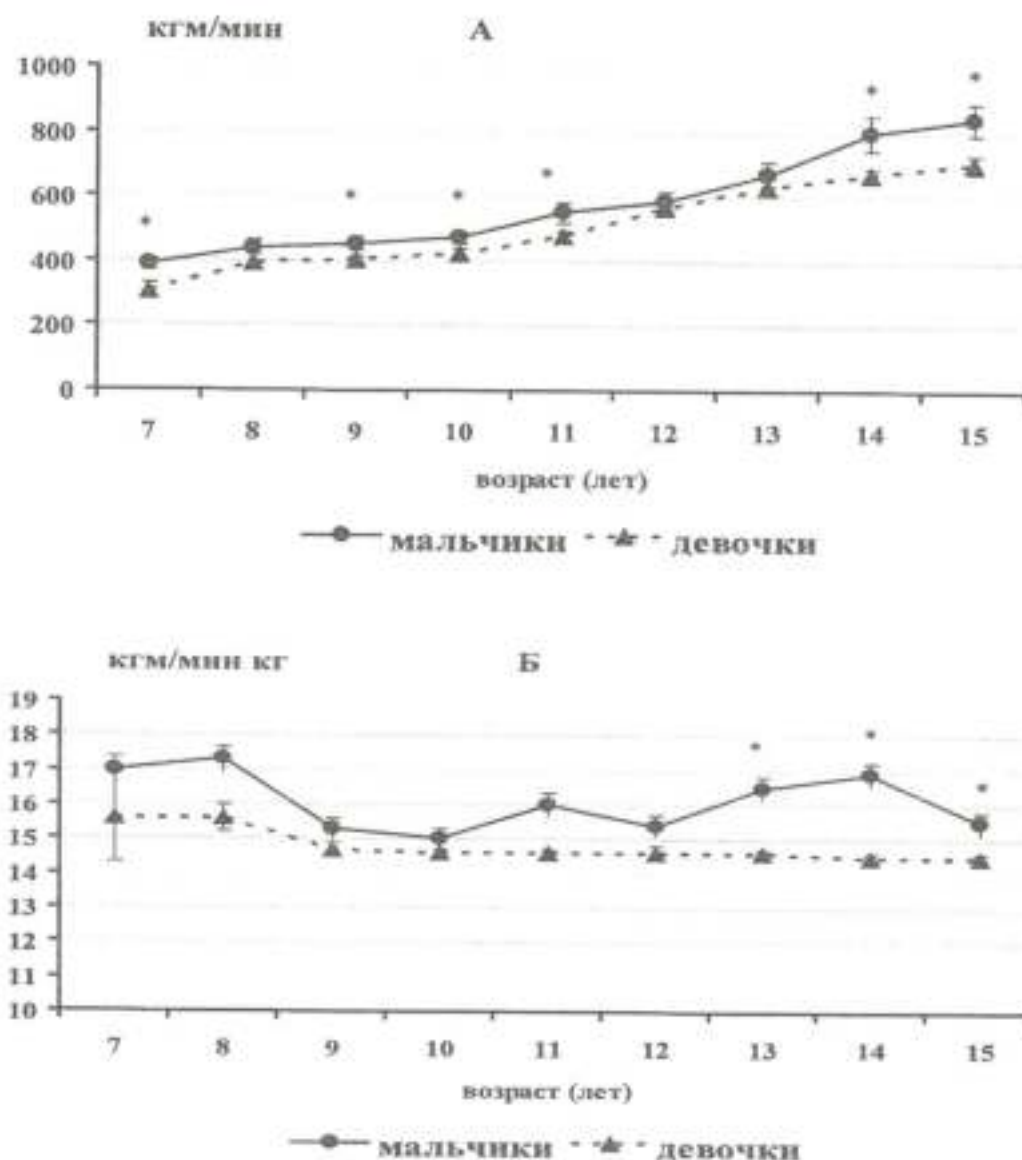 кгм/мин А
1000
800
600
400
200
0
* * * * * *
7 8 9 10 11 12 13 14 15
возраст (лет)
мальчики девочки
кгм/мин кг Б
19
18
17
16
15
14
13
12
11
10
* * *
7 8 9 10 11 12 13 14 15
возраст (лет)
мальчики девочки